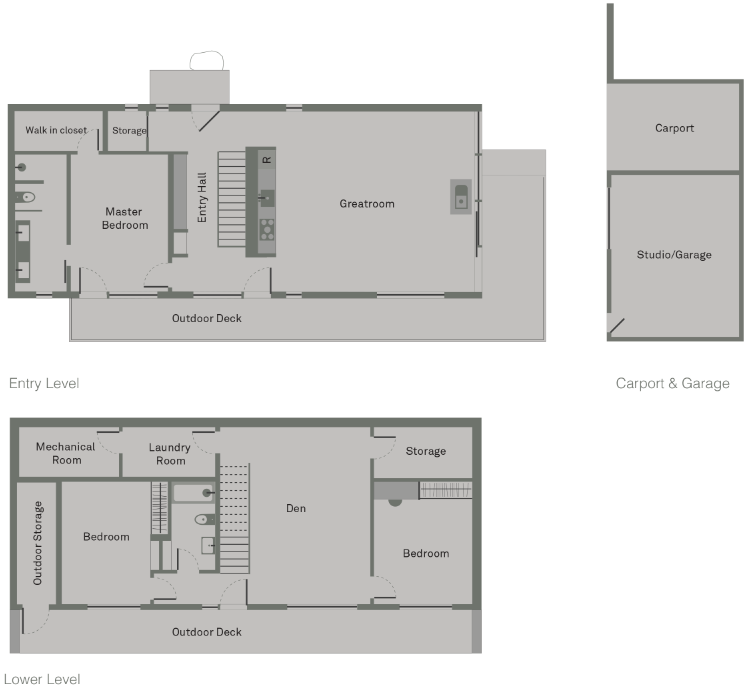 Walk in closet
Storage
Master
Bedroom
Entry Hall
R
Greatroom
Outdoor Deck
Carport
Studio/Garage
Entry Level
Carport & Garage
Mechanical
Room
Laundry
Room
Storage
Outdoor Storage
Bedroom
Den
Bedroom
Outdoor Deck
Lower Level